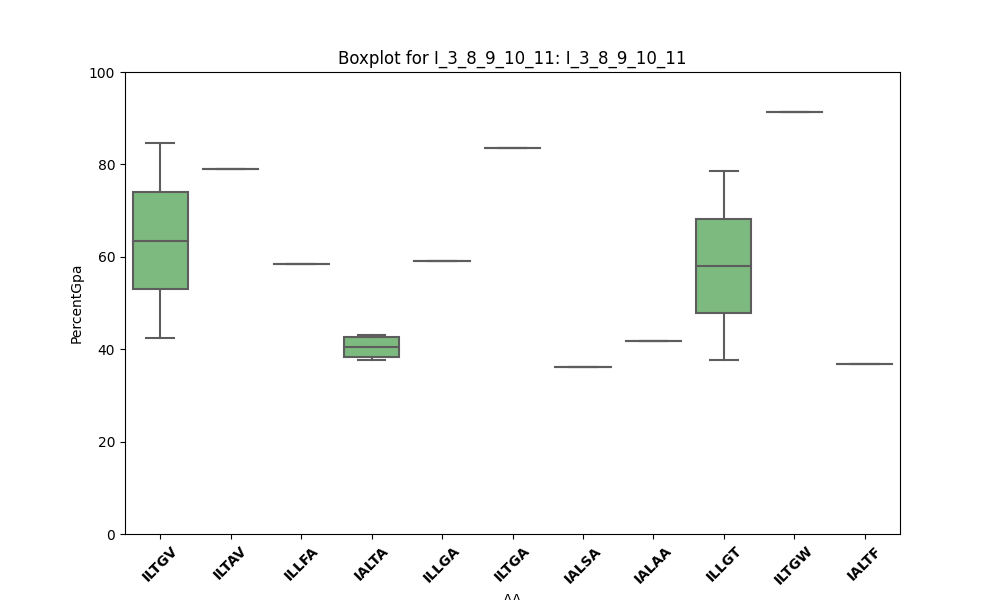 Boxplot for I_3_8_9_10_11: I_3_8_9_10_11
100
80
60
40
20
0
PercentGpa
ILTGV
ILTAV
ILLFA
IALTA
ILLGA
ILTGA
IALSA
IALAA
ILLGT
ILTGW
IALTF
AA